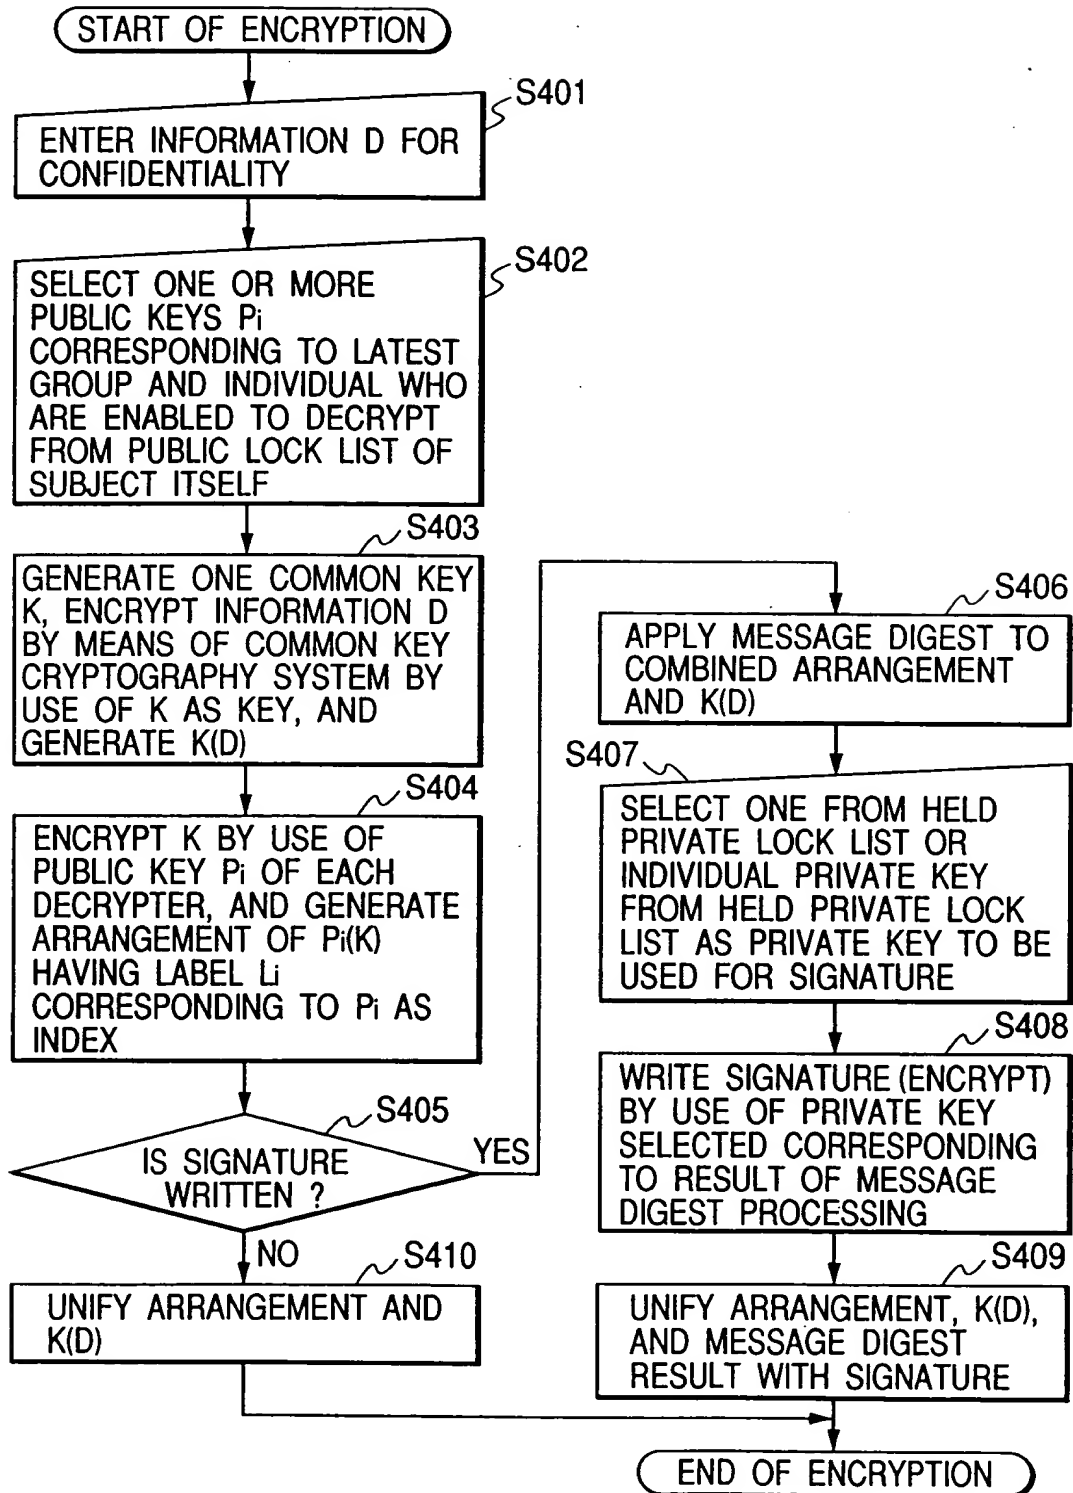 START OF ENCRYPTION
S401
ENTER INFORMATION D FOR
CONFIDENTIALITY
S402
SELECT ONE OR MORE
PUBLIC KEYS Pi
CORRESPONDING TO LATEST
GROUP AND INDIVIDUAL WHO
ARE ENABLED TO DECRYPT
FROM PUBLIC LOCK LIST OF
SUBJECT ITSELF
S403
GENERATE ONE COMMON KEY
K, ENCRYPT INFORMATION D
BY MEANS OF COMMON KEY
CRYPTOGRAPHY SYSTEM BY
USE OF K AS KEY, AND
GENERATE K(D)
S404
ENCRYPT K BY USE OF
PUBLIC KEY Pi OF EACH
DECRYPTER, AND GENERATE
ARRANGEMENT OF Pi(K)
HAVING LABEL Li
CORRESPONDING TO Pi AS
INDEX
S405
IS SIGNATURE
WRITTEN ?
YES
NO
S410
UNIFY ARRANGEMENT AND
K(D)
S406
APPLY MESSAGE DIGEST TO
COMBINED ARRANGEMENT
AND K(D)
S407
SELECT ONE FROM HELD
PRIVATE LOCK LIST OR
INDIVIDUAL PRIVATE KEY
FROM HELD PRIVATE LOCK
LIST AS PRIVATE KEY TO BE
USED FOR SIGNATURE
S408
WRITE SIGNATURE (ENCRYPT)
BY USE OF PRIVATE KEY
SELECTED CORRESPONDING
TO RESULT OF MESSAGE
DIGEST PROCESSING
S409
UNIFY ARRANGEMENT, K(D),
AND MESSAGE DIGEST
RESULT WITH SIGNATURE
END OF ENCRYPTION